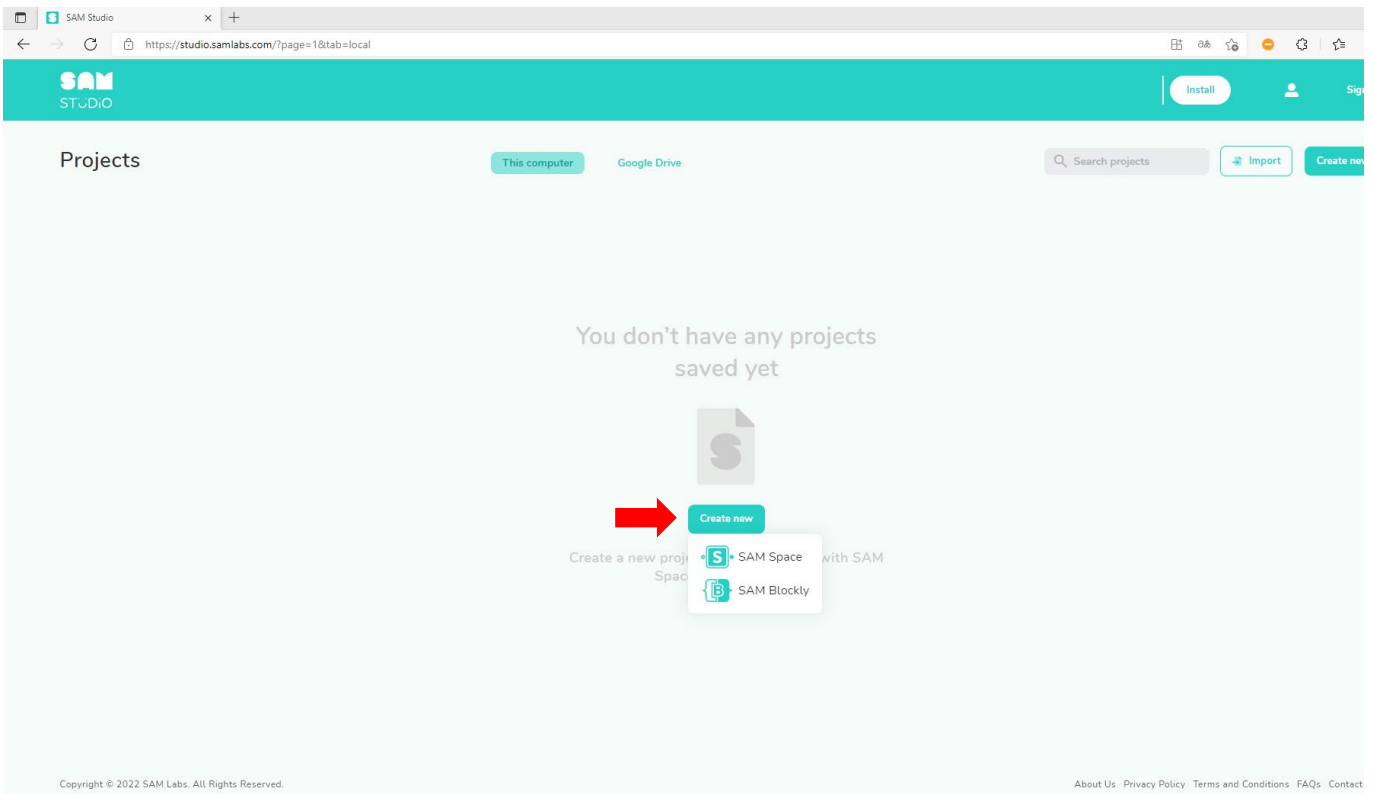 SAM Studio
https://studio.samlabs.com/?page=1&tab=local
SAM
STUDIO
Install
Projects
This computer
Google Drive
Search projects
Import
Create
You don't have any projects
saved yet
S
Create new
Create a new with SAM
SAM Space
SAM Blockly
Copyright © 2022 SAM Labs. All Rights Reserved.
About Us Privacy Policy Terms and Conditions FAQs Contact